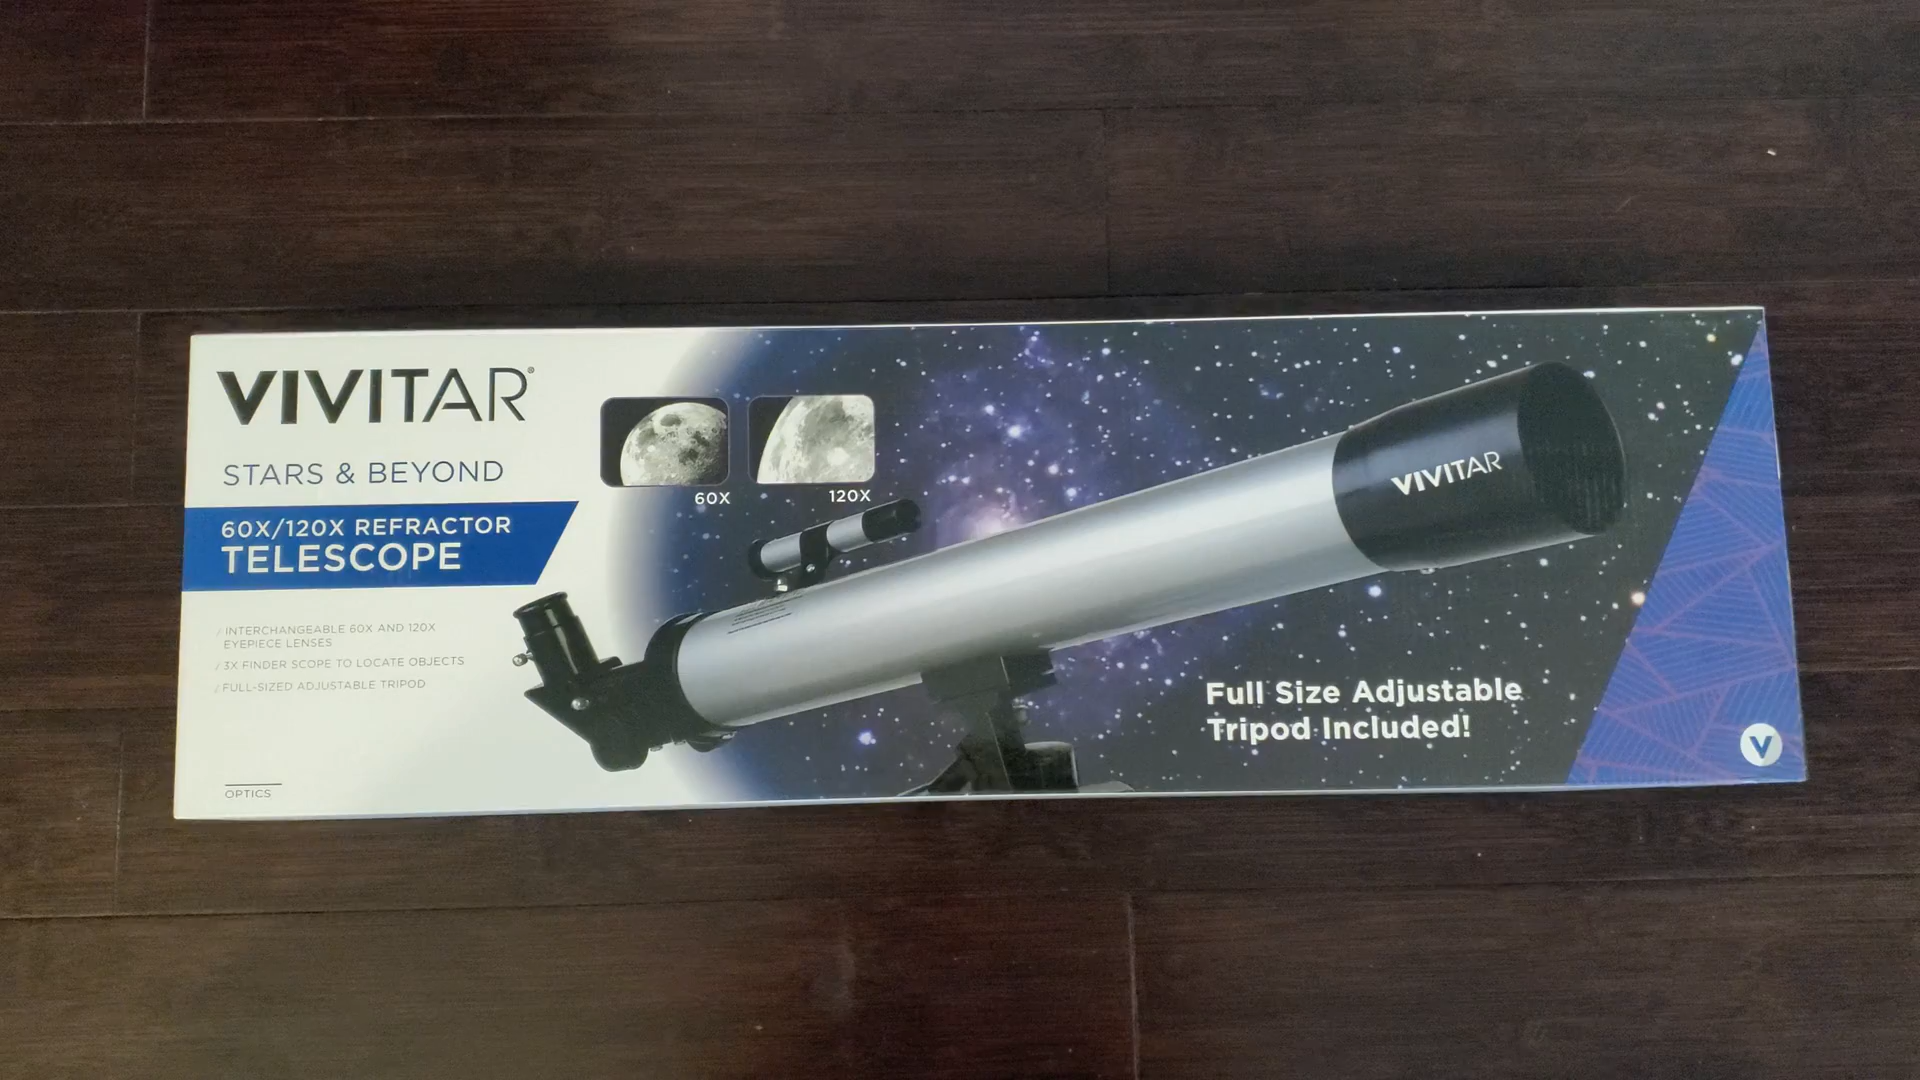 VIVITAR®
STARS & BEYOND
60X/120X REFRACTOR
TELESCOPE
/ INTERCHANGEABLE 60X AND 120X
EYEPIECE LENSES
/ 3X FINDER SCOPE TO LOCATE OBJECTS
/ FULL-SIZED ADJUSTABLE TRIPOD
OPTICS
60X
120X
VIVITAR
Full Size Adjustable
Tripod Included!
V